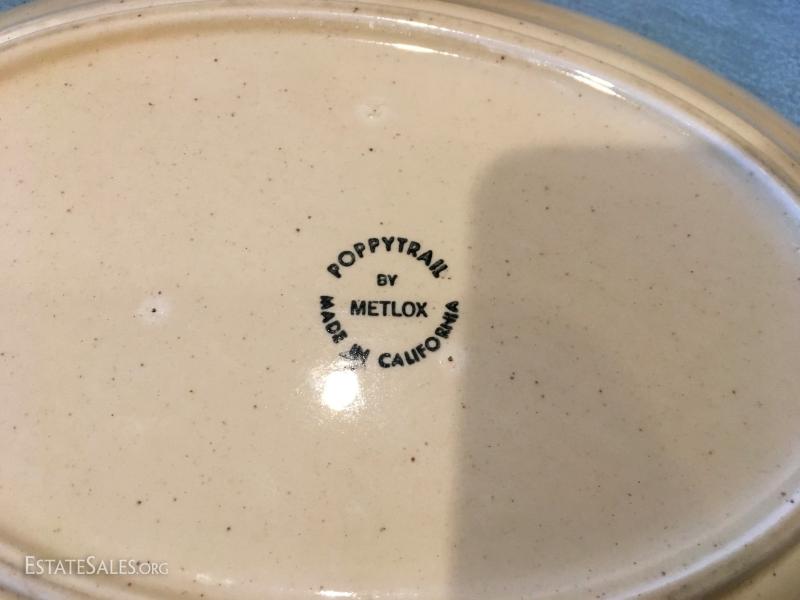 POPPYTRAIL
BY
METLOX
MADE IN CALIFORNIA
ESTATESALES.ORG